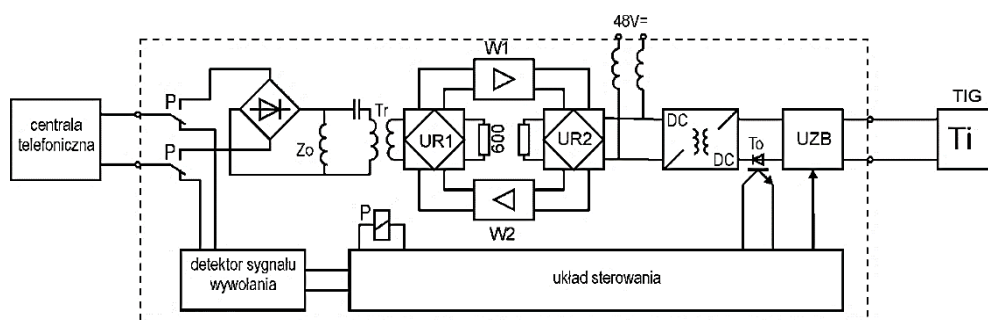 48V=
W1
TIG
centrala
telefoniczna
P
P
Zo
Tr
UR1
600
UR2
DC
DC
To
UZB
Ti
W2
P
detektor sygnału
wywołania
układ sterowania